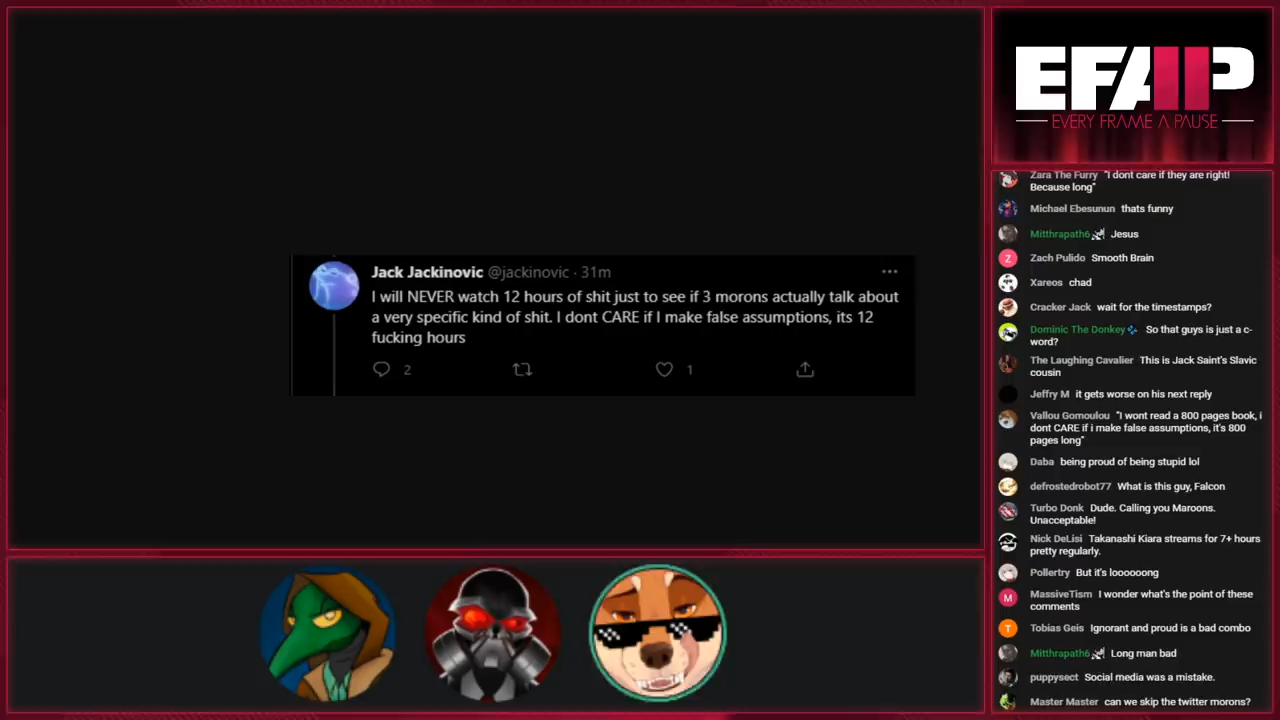 Jack Jackinovic @jackinovic · 31m
I will NEVER watch 12 hours of shit just to see if 3 morons actually talk about
a very specific kind of shit. I dont CARE if I make false assumptions, its 12
fucking hours
2
1
EFAP
EVERY FRAME A PAUSE
Zara The Furry "I dont care if they are right!
Because long"
Michael Ebesunun thats funny
Mitthrapath6 Jesus
Z
Zach Pulido Smooth Brain
Xareos chad
Cracker Jack wait for the timestamps?
Dominic The Donkey So that guys is just a c-
word?
The Laughing Cavalier This is Jack Saint's Slavic
cousin
Jeffry M it gets worse on his next reply
Vallou Gomoulou "I wont read a 800 pages book, i
dont CARE if i make false assumptions, it's 800
pages long"
Daba being proud of being stupid lol
defrostedrobot77 What is this guy, Falcon
Turbo Donk Dude. Calling you Maroons.
Unacceptable!
Nick DeLisi Takanashi Kiara streams for 7+ hours
pretty regularly.
Pollertry But it's loooooong
M
MassiveTism I wonder what's the point of these
comments
T
Tobias Geis Ignorant and proud is a bad combo
Mitthrapath6 Long man bad
puppysect Social media was a mistake.
Master Master can we skip the twitter morons?